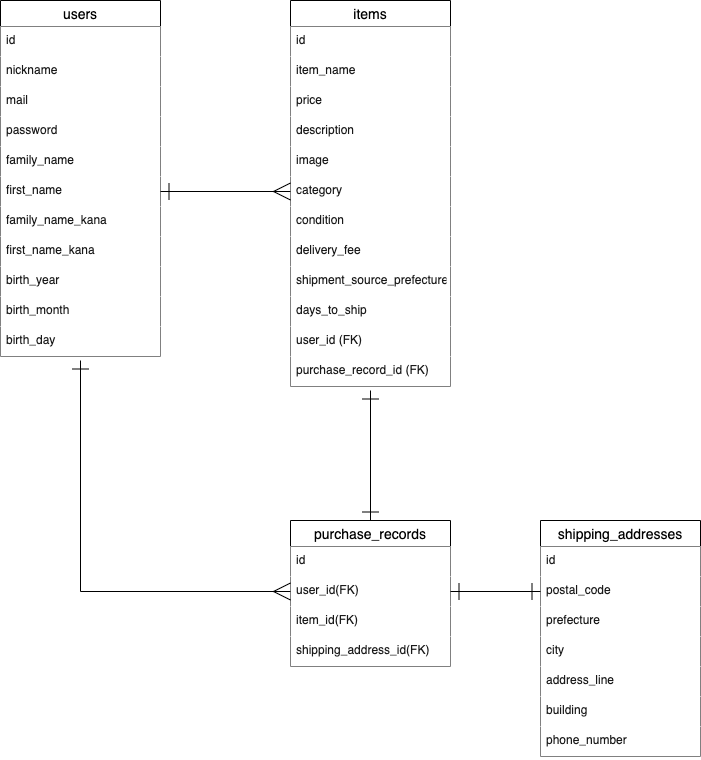 users
id
nickname
mail
password
family_name
first_name
family_name_kana
first_name_kana
birth_year
birth_month
birth_day
items
id
item_name
price
description
image
category
condition
delivery_fee
shipment_source_prefecture
days_to_ship
user_id (FK)
purchase_record_id (FK)
purchase_records
id
user_id(FK)
item_id(FK)
shipping_address_id(FK)
shipping_addresses
id
postal_code
prefecture
city
address_line
building
phone_number